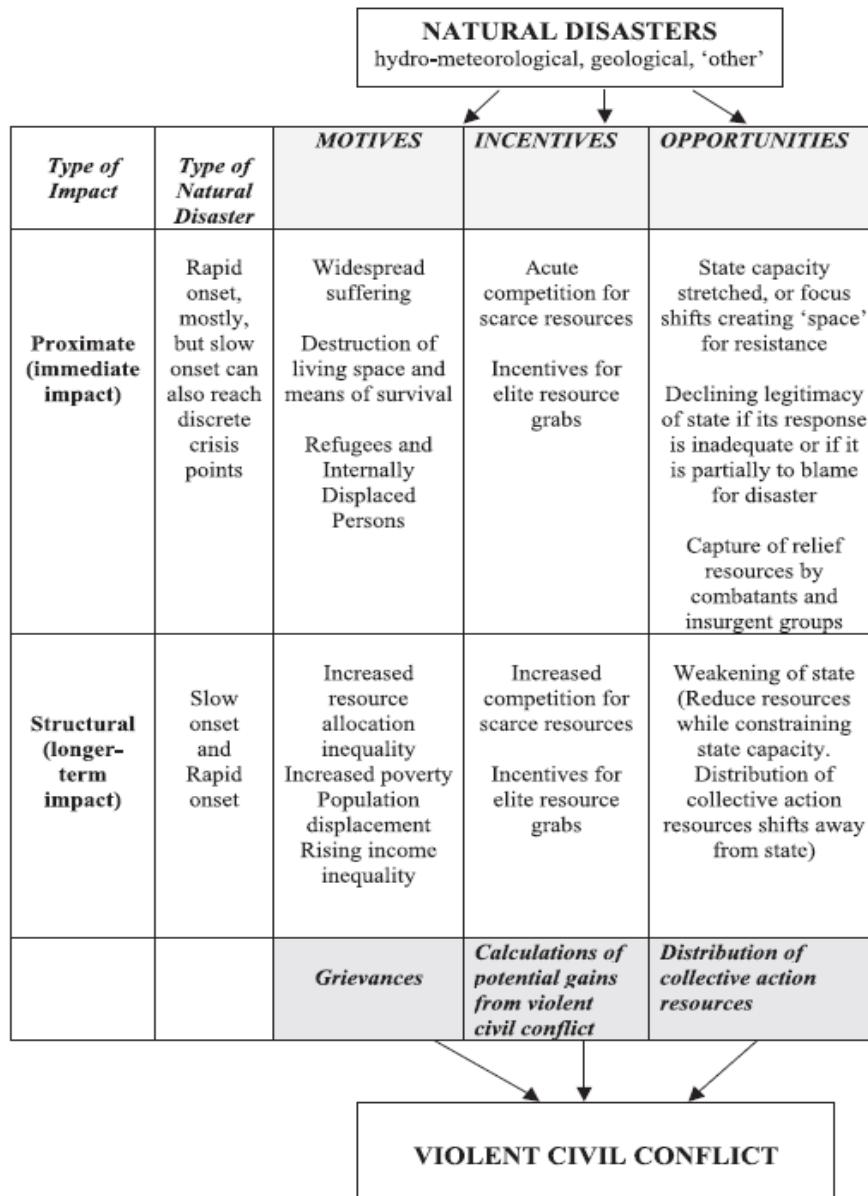 NATURAL DISASTERS
hydro-meteorological, geological, ‘other’
Type of
Impact
Type of
Natural
Disaster
MOTIVES
INCENTIVES
OPPORTUNITIES
Proximate
(immediate
impact)
Rapid
onset,
mostly,
but slow
onset can
also reach
discrete
crisis
points
Widespread
suffering
Destruction of
living space and
means of survival
Refugees and
Internally
Displaced
Persons
Acute
competition for
scarce resources
Incentives for
elite resource
grabs
State capacity
stretched, or focus
shifts creating ‘space’
for resistance
Declining legitimacy
of state if its response
is inadequate or if it
is partially to blame
for disaster
Capture of relief
resources by
combatants and
insurgent groups
Structural
(longer-
term
impact)
Slow
onset
and
Rapid
onset
Increased
resource
allocation
inequality
Increased poverty
Population
displacement
Rising income
inequality
Increased
competition for
scarce resources
Incentives for
elite resource
grabs
Weakening of state
(Reduce resources
while constraining
state capacity.
Distribution of
collective action
resources shifts away
from state)
Grievances
Calculations of
potential gains
from violent
civil conflict
Distribution of
collective action
resources
VIOLENT CIVIL CONFLICT